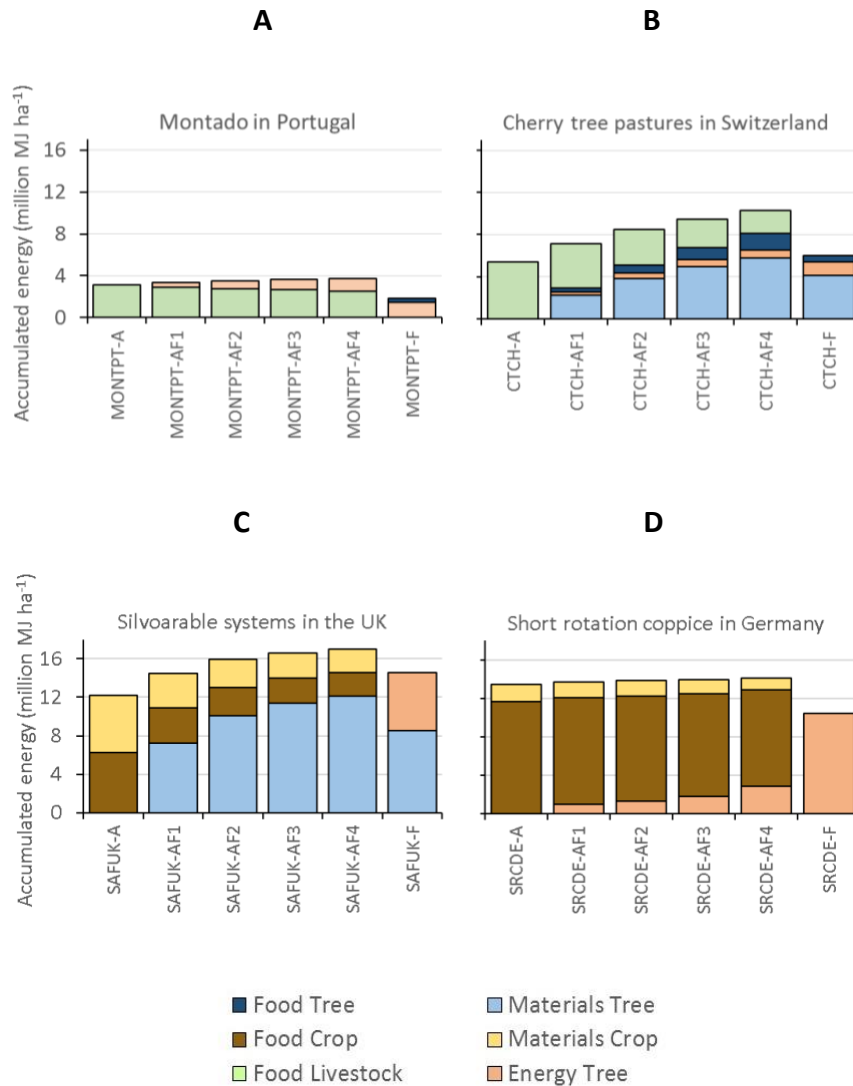 A
B
Montado in Portugal
Cherry tree pastures in Switzerland
Accumulated energy (million MJ ha⁻¹)
16
12
8
4
0
MONTPT-A
MONTPT-AF1
MONTPT-AF2
MONTPT-AF3
MONTPT-AF4
MONTPT-F
CTCH-A
CTCH-AF1
CTCH-AF2
CTCH-AF3
CTCH-AF4
CTCH-F
C
D
Silvoarable systems in the UK
Short rotation coppice in Germany
Accumulated energy (million MJ ha⁻¹)
16
12
8
4
0
SAFUK-A
SAFUK-AF1
SAFUK-AF2
SAFUK-AF3
SAFUK-AF4
SAFUK-F
SRCDE-A
SRCDE-AF1
SRCDE-AF2
SRCDE-AF3
SRCDE-AF4
SRCDE-F
Food Tree
Materials Tree
Food Crop
Materials Crop
Food Livestock
Energy Tree